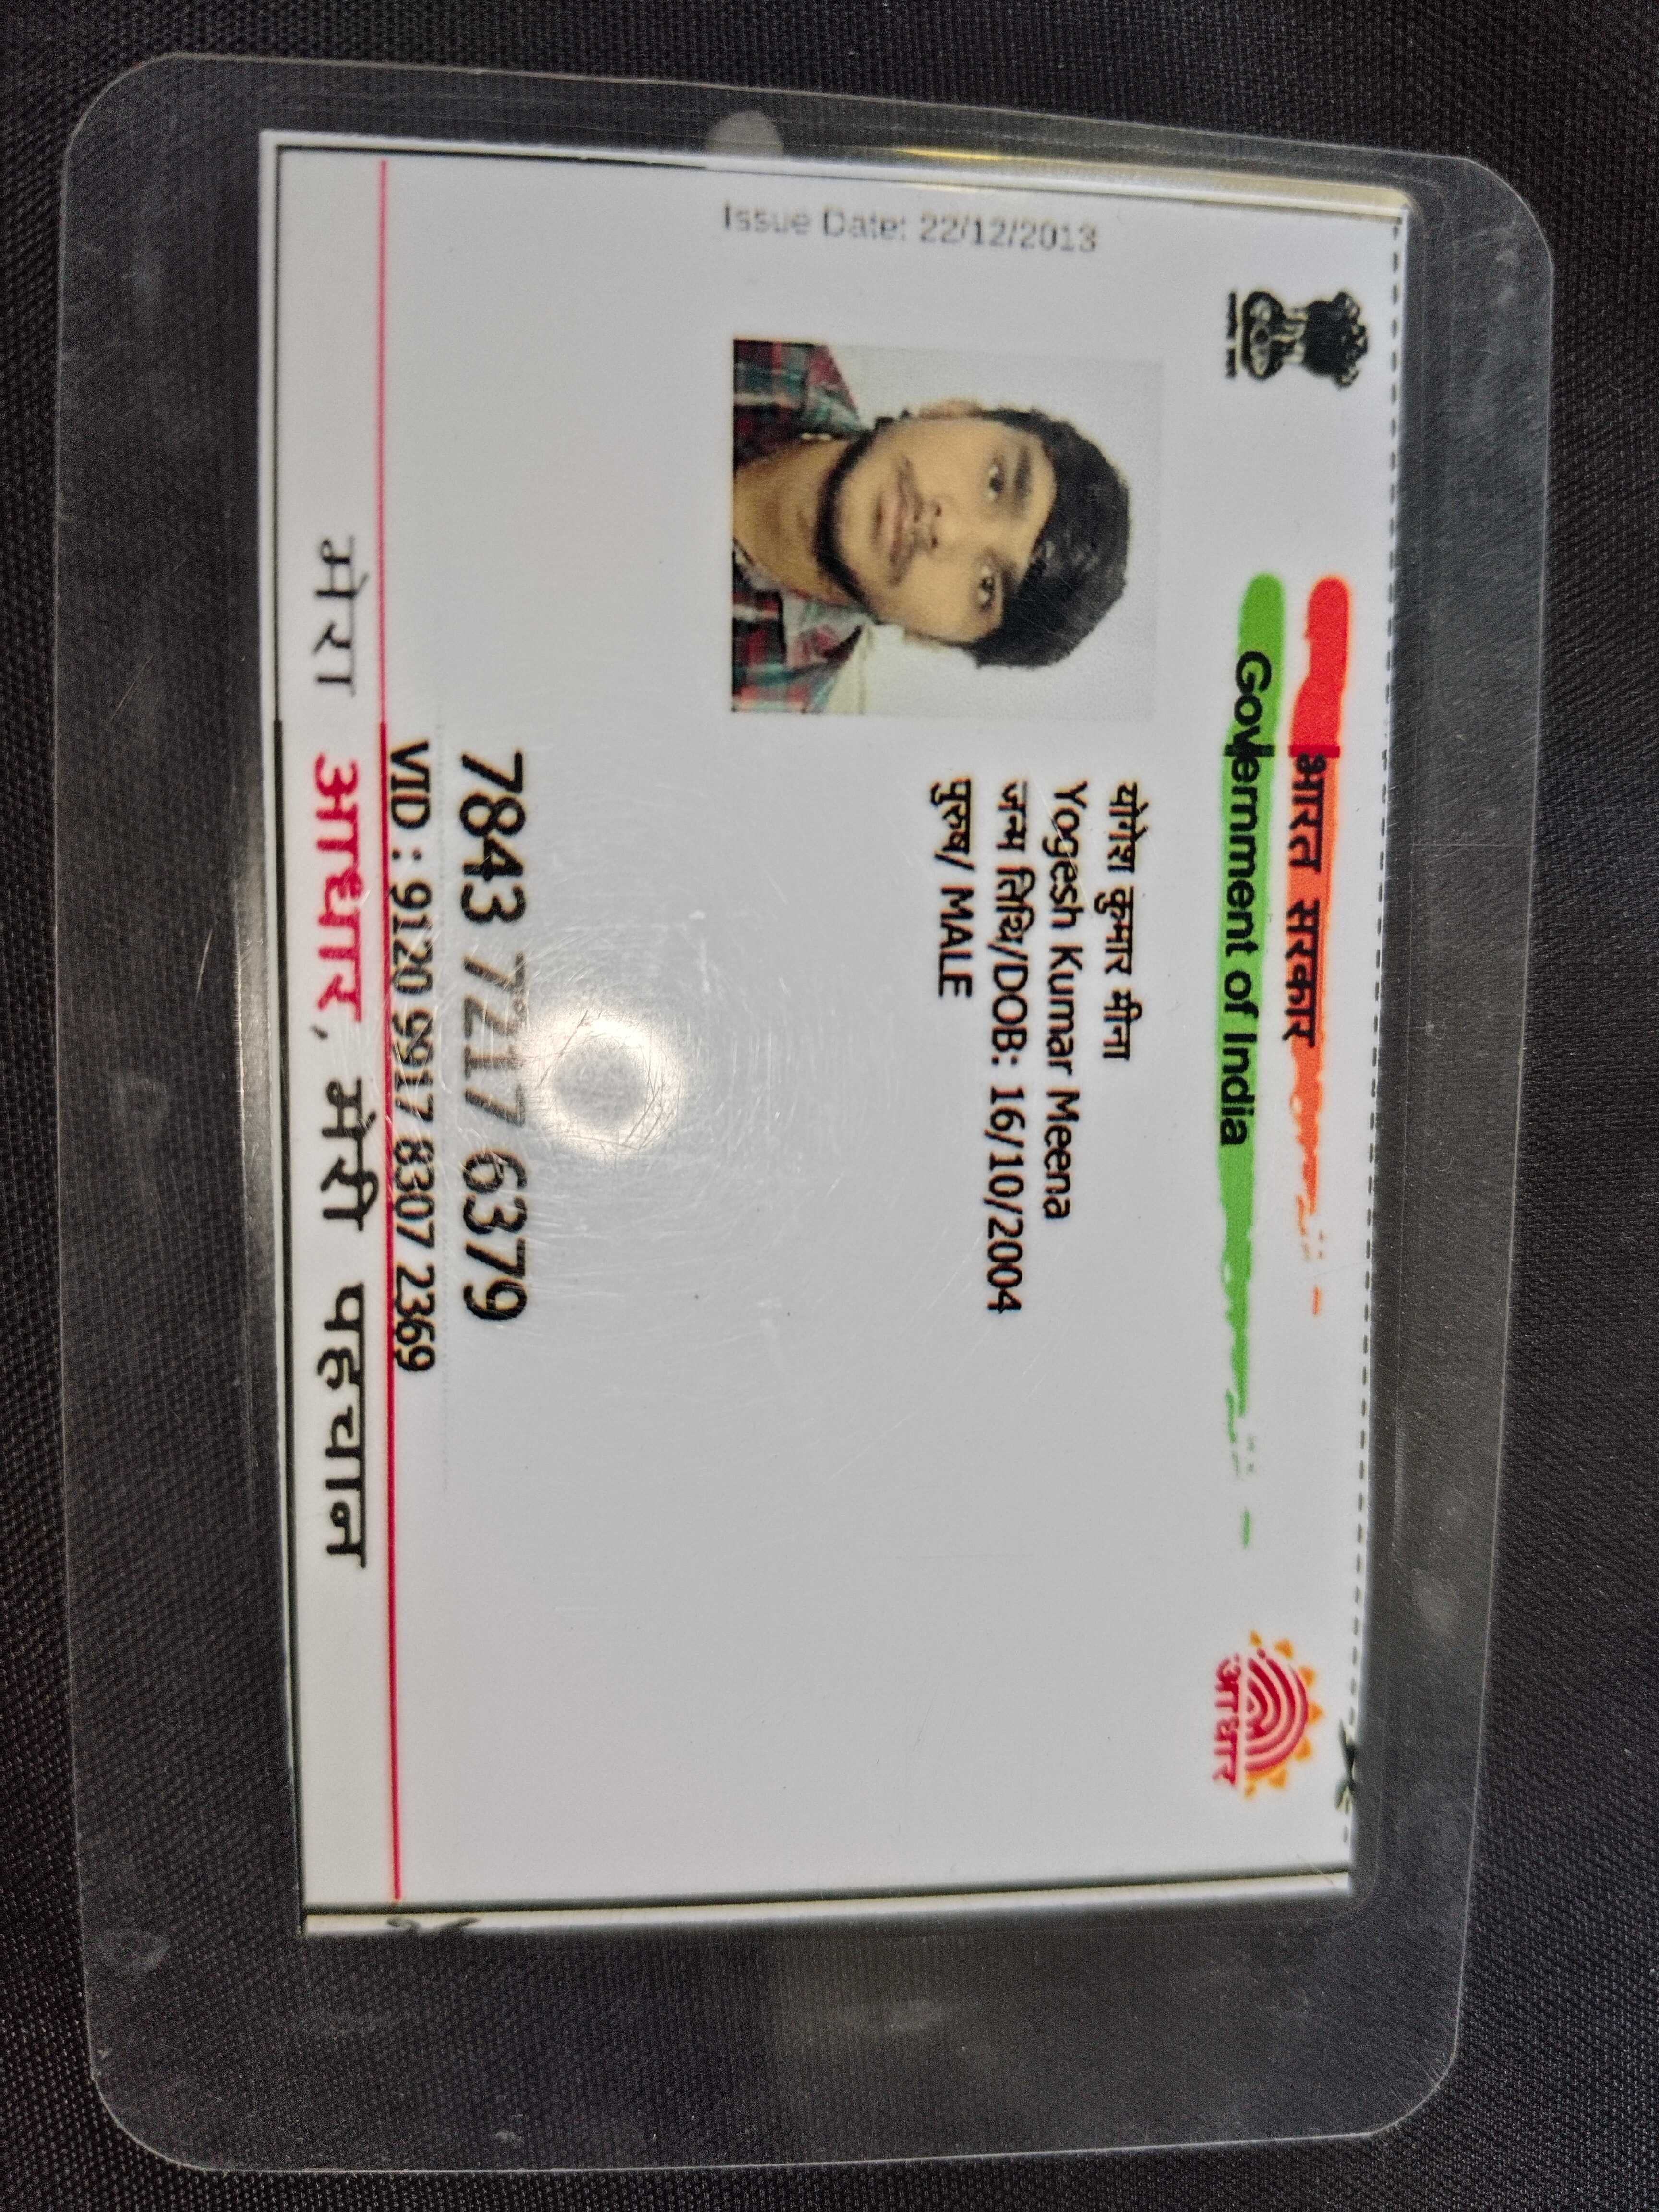 भारत सरकार
Government of India
आधार
Issue Date: 22/12/2013
योगेश कुमार मीना
Yogesh Kumar Meena
जन्म तिथि/DOB: 16/10/2004
पुरुष/ MALE
7843 7217 6379
VID : 9120 9917 8307 2369
मेरा आधार, मेरी पहचान